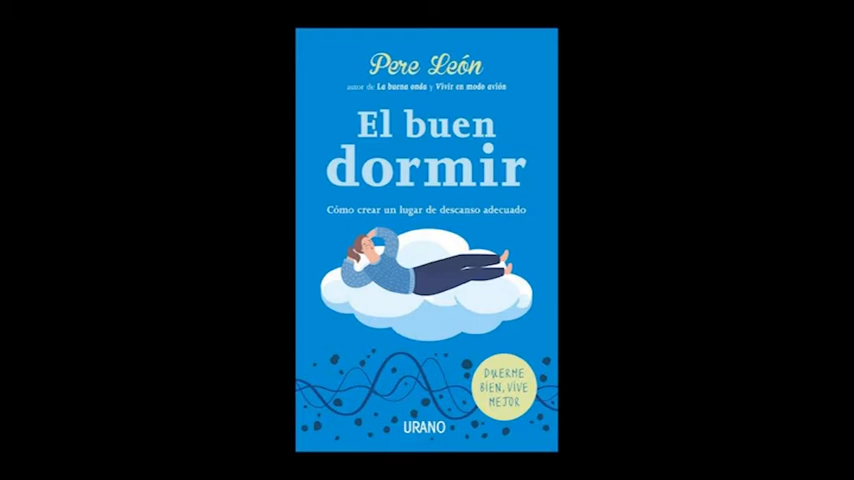 Pere León
autor de La buena onda y Vivir en modo avión
El buen
dormir
Cómo crear un lugar de descanso adecuado
DUERME
BIEN, VIVE
MEJOR
URANO